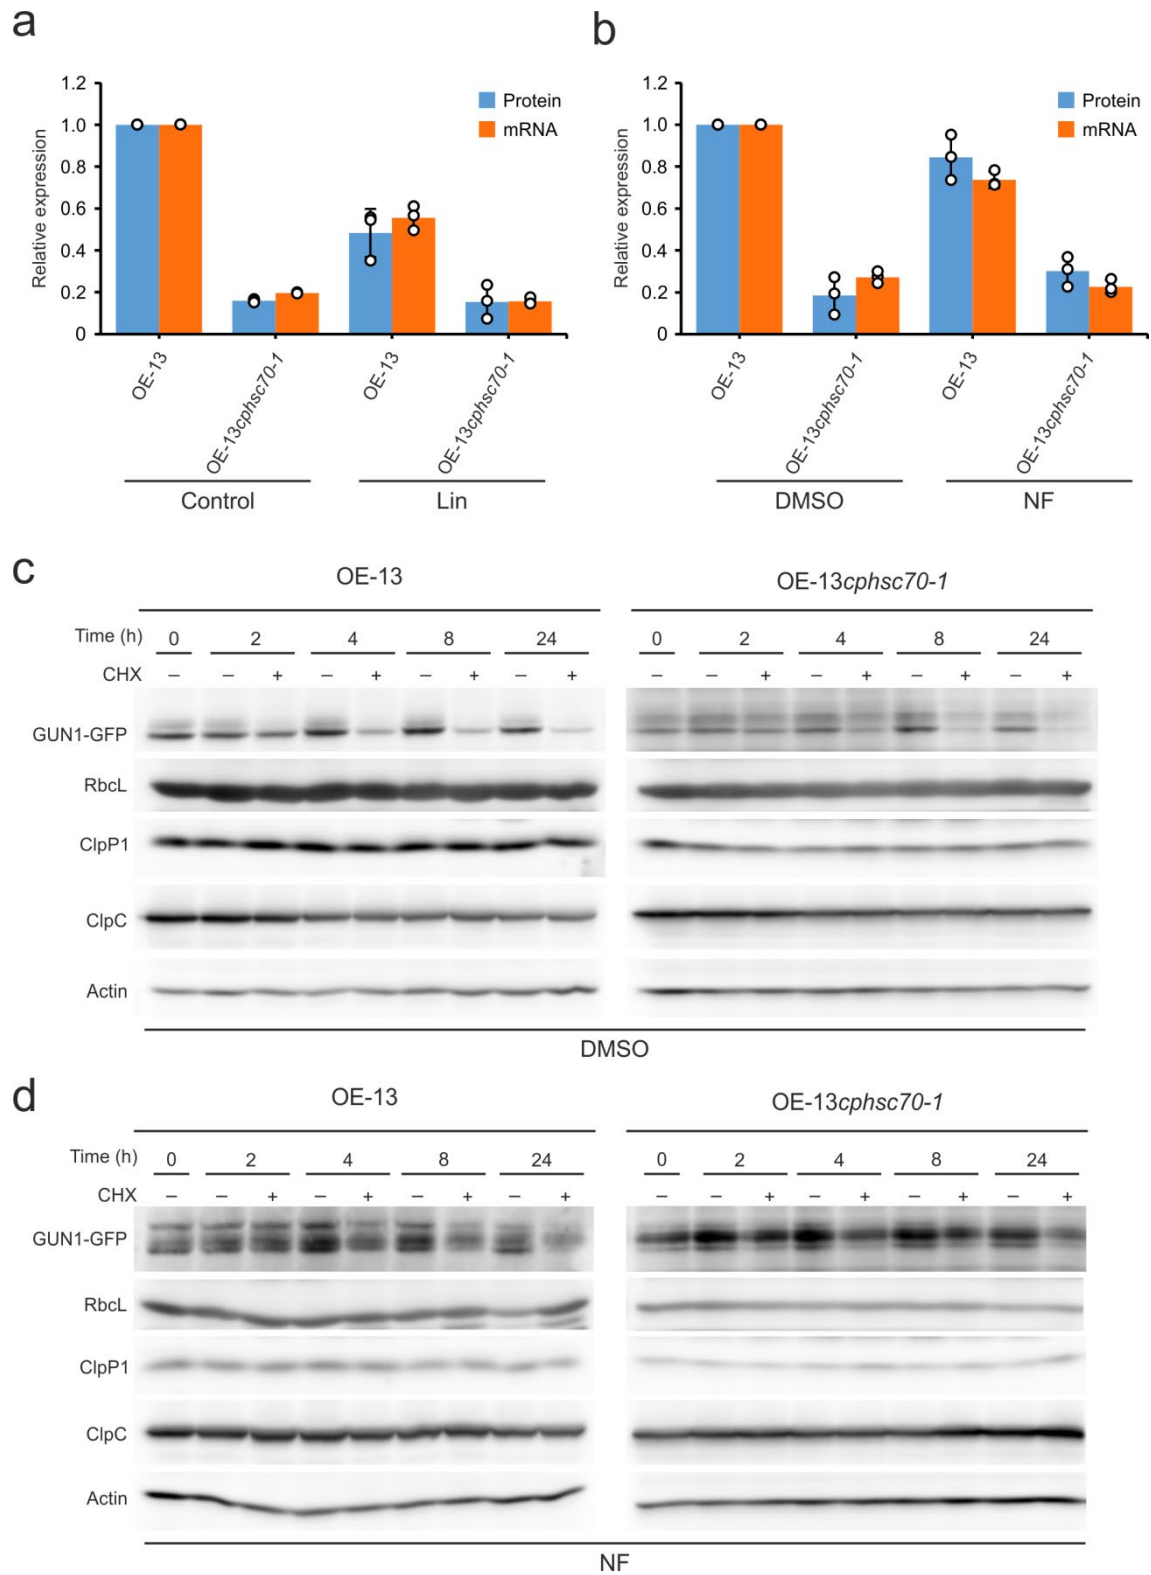 a
1.2
1.0
0.8
0.6
0.4
0.2
0
Relative expression
Protein
mRNA
OE-13
OE-13cphsc70-1
OE-13
OE-13cphsc70-1
Control
Lin
b
1.2
1.0
0.8
0.6
0.4
0.2
0
Relative expression
Protein
mRNA
OE-13
OE-13cphsc70-1
OE-13
OE-13cphsc70-1
DMSO
NF
c
OE-13
OE-13cphsc70-1
Time (h) 0 2 4 8 24 0 2 4 8 24
CHX – – + – + – + – + – – + – + – + – +
GUN1-GFP
RbcL
ClpP1
ClpC
Actin
DMSO
d
OE-13
OE-13cphsc70-1
Time (h) 0 2 4 8 24 0 2 4 8 24
CHX – – + – + – + – + – – + – + – + – +
GUN1-GFP
RbcL
ClpP1
ClpC
Actin
NF